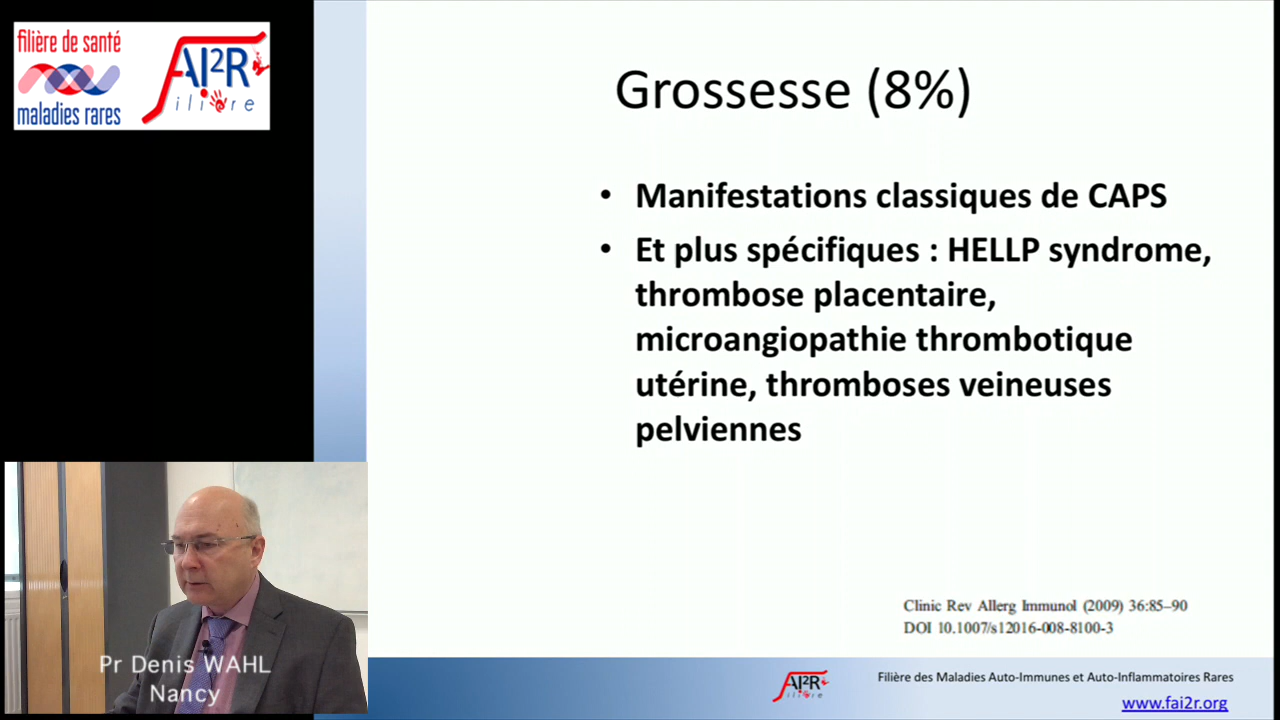 filière de santé
maladies rares
FAI2R
filière
Grossesse (8%)
• Manifestations classiques de CAPS
• Et plus spécifiques : HELLP syndrome,
thrombose placentaire,
microangiopathie thrombotique
utérine, thromboses veineuses
pelviennes
Clinic Rev Allerg Immunol (2009) 36:85–90
DOI 10.1007/s12016-008-8100-3
Pr Denis WAHL
Nancy
FAI2R
filière
Filière des Maladies Auto-Immunes et Auto-Inflammatoires Rares
www.fai2r.org